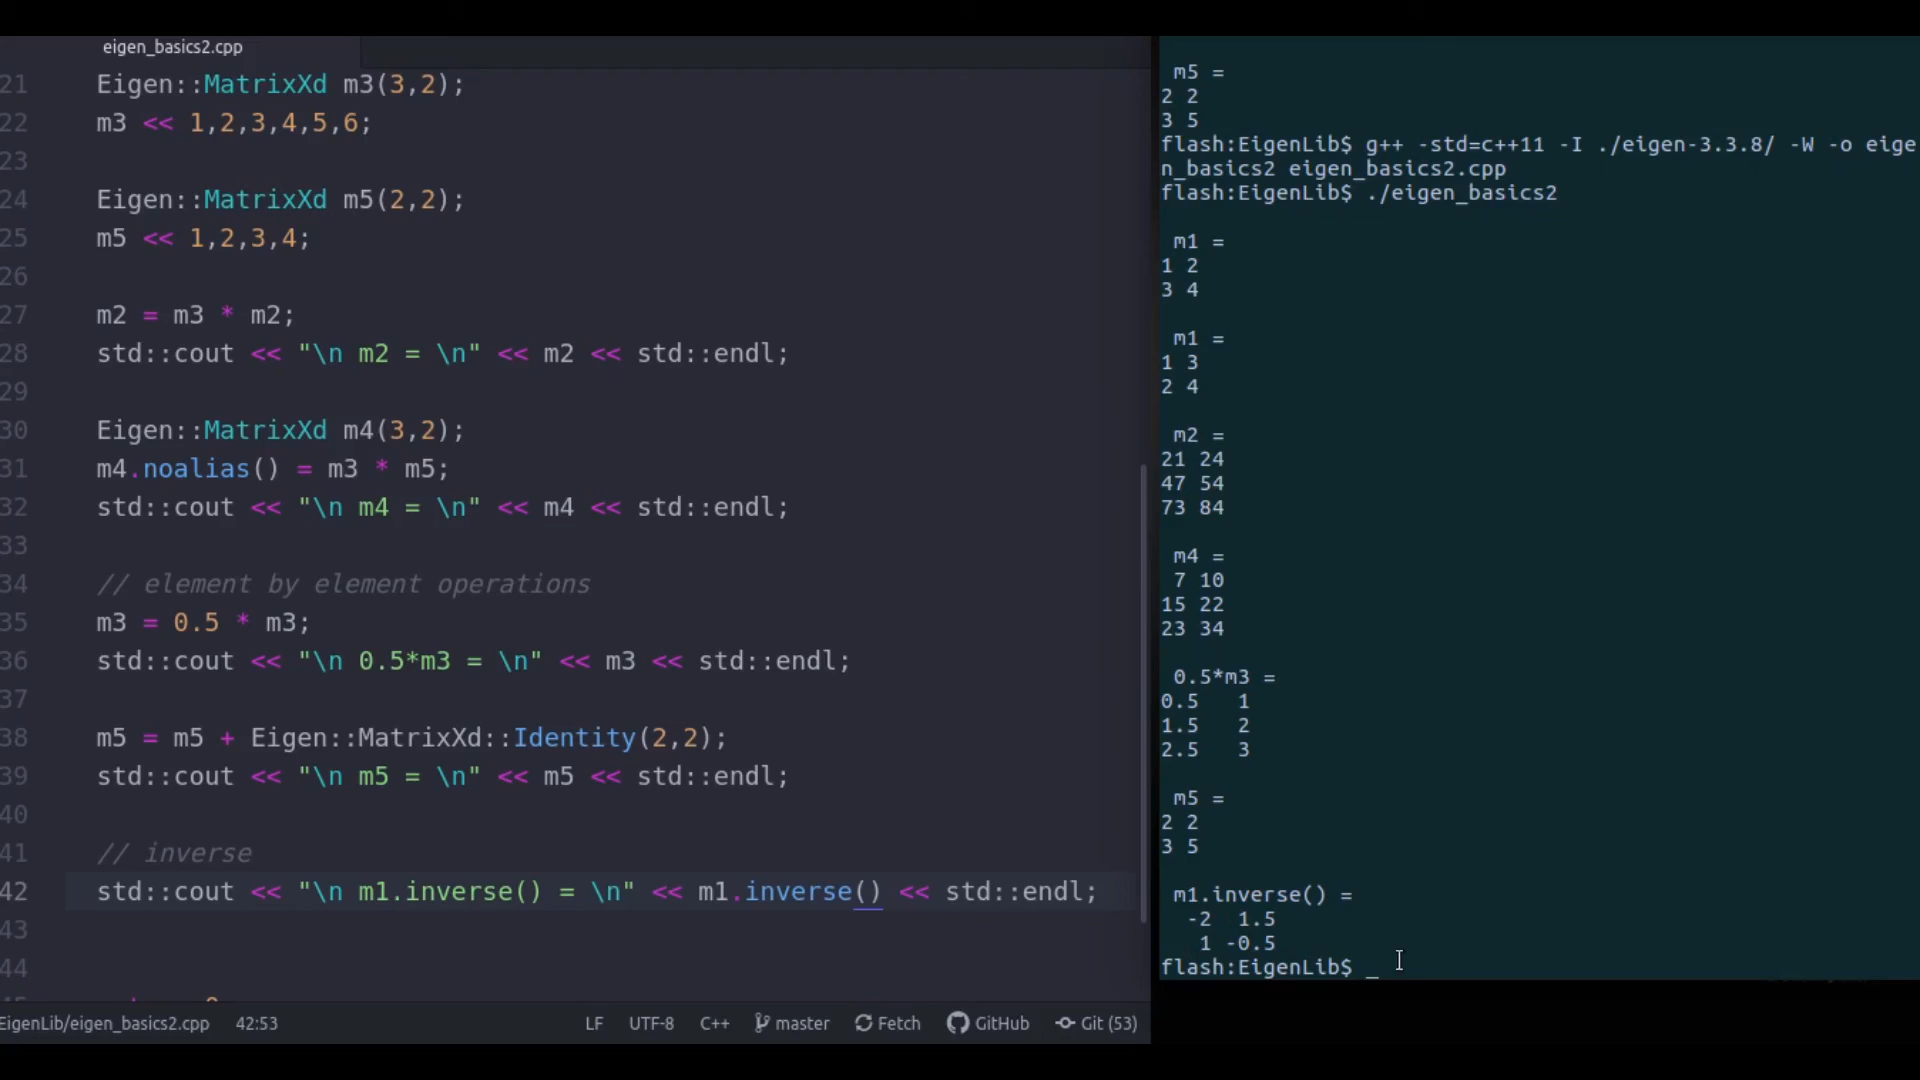 eigen_basics2.cpp
21 Eigen::MatrixXd m3(3,2);
22 m3 << 1,2,3,4,5,6;
23
24 Eigen::MatrixXd m5(2,2);
25 m5 << 1,2,3,4;
26
27 m2 = m3 * m2;
28 std::cout << "\n m2 = \n" << m2 << std::endl;
29
30 Eigen::MatrixXd m4(3,2);
31 m4.noalias() = m3 * m5;
32 std::cout << "\n m4 = \n" << m4 << std::endl;
33
34 // element by element operations
35 m3 = 0.5 * m3;
36 std::cout << "\n 0.5*m3 = \n" << m3 << std::endl;
37
38 m5 = m5 + Eigen::MatrixXd::Identity(2,2);
39 std::cout << "\n m5 = \n" << m5 << std::endl;
40
41 // inverse
42 std::cout << "\n m1.inverse() = \n" << m1.inverse() << std::endl;
43
44
EigenLib/eigen_basics2.cpp 42:53 LF UTF-8 C++ master Fetch GitHub Git (53)
m5 =
2 2
3 5
flash:EigenLib$ g++ -std=c++11 -I ./eigen-3.3.8/ -W -o eige
n_basics2 eigen_basics2.cpp
flash:EigenLib$ ./eigen_basics2
m1 =
1 2
3 4
m1 =
1 3
2 4
m2 =
21 24
47 54
73 84
m4 =
7 10
15 22
23 34
0.5*m3 =
0.5 1
1.5 2
2.5 3
m5 =
2 2
3 5
m1.inverse() =
-2 1.5
1 -0.5
flash:EigenLib$ _